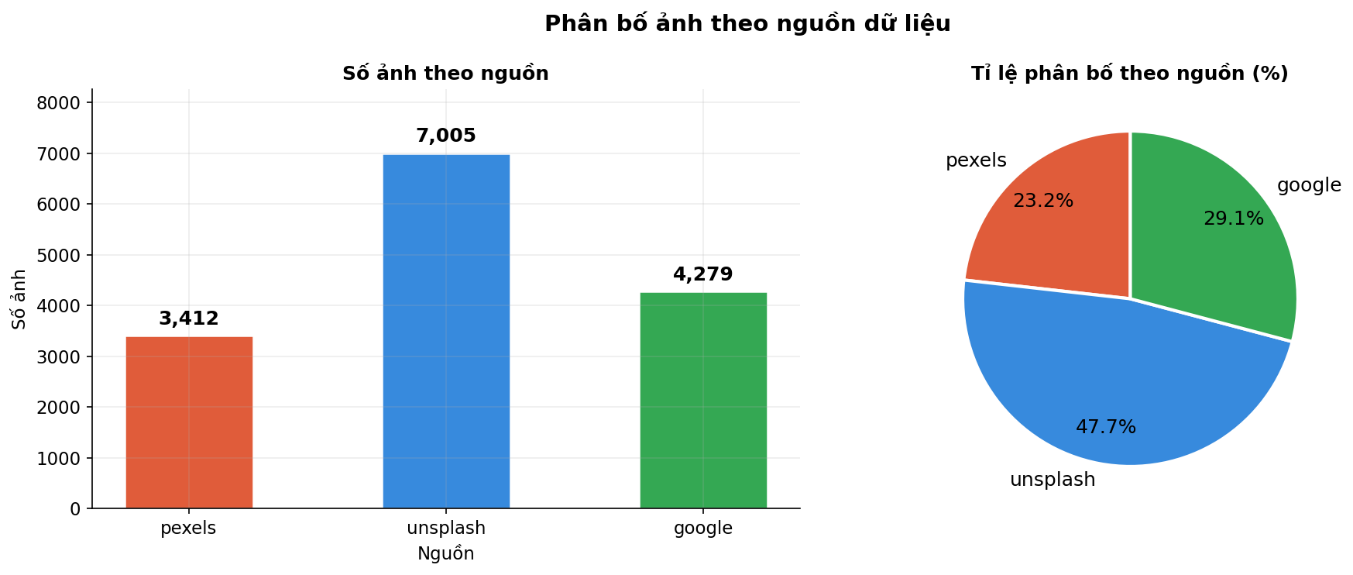 Phân bố ảnh theo nguồn dữ liệu
Số ảnh theo nguồn
8000
7000
6000
5000
4000
3000
2000
1000
0
Số ảnh
3,412
7,005
4,279
pexels
unsplash
google
Nguồn
Tỉ lệ phân bố theo nguồn (%)
pexels
23.2%
google
29.1%
47.7%
unsplash